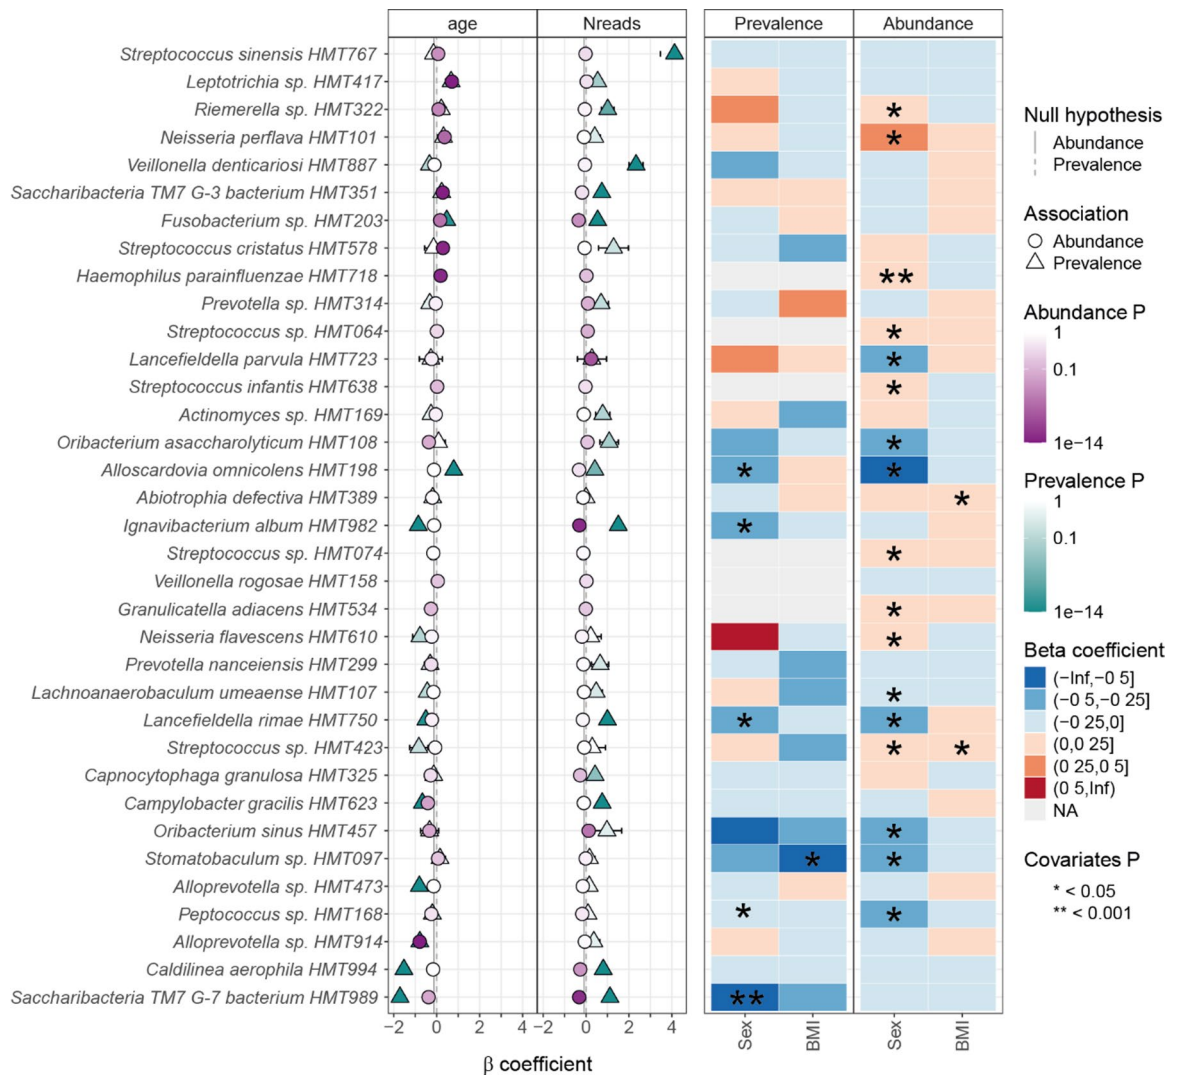 age
Nreads
Prevalence
Abundance
Streptococcus sinensis HMT767
Leptotrichia sp. HMT417
Riemerella sp. HMT322
*
Neisseria perflava HMT101
*
Veillonella denticariosi HMT887
Saccharibacteria TM7 G-3 bacterium HMT351
Fusobacterium sp. HMT203
Streptococcus cristatus HMT578
Haemophilus parainfluenzae HMT718
**
Prevotella sp. HMT314
Streptococcus sp. HMT064
*
Lancefieldella parvula HMT723
*
Streptococcus infantis HMT638
*
Actinomyces sp. HMT169
Oribacterium asaccharolyticum HMT108
*
Alloscardovia omnicolens HMT198
* *
Abiotrophia defectiva HMT389
*
Ignavibacterium album HMT982
*
Streptococcus sp. HMT074
*
Veillonella rogosae HMT158
Granulicatella adiacens HMT534
*
Neisseria flavescens HMT610
*
Prevotella nanceiensis HMT299
Lachnoanaerobaculum umeaense HMT107
*
Lancefieldella rimae HMT750
* *
Streptococcus sp. HMT423
* *
Capnocytophaga granulosa HMT325
Campylobacter gracilis HMT623
Oribacterium sinus HMT457
*
Stomatobaculum sp. HMT097
* *
Alloprevotella sp. HMT473
Peptococcus sp. HMT168
* *
Alloprevotella sp. HMT914
Caldilinea aerophila HMT994
Saccharibacteria TM7 G-7 bacterium HMT989
**
−2 0 2 4
−2 0 2 4
β coefficient
Sex
BMI
Sex
BMI
Null hypothesis
Abundance
Prevalence
Association
Abundance
Prevalence
Abundance P
1
0.1
1e-14
Prevalence P
1
0.1
1e-14
Beta coefficient
(−Inf,−0 5]
(−0 5,−0 25]
(−0 25,0]
(0,0 25]
(0 25,0 5]
(0 5,Inf)
NA
Covariates P
* < 0.05
** < 0.001